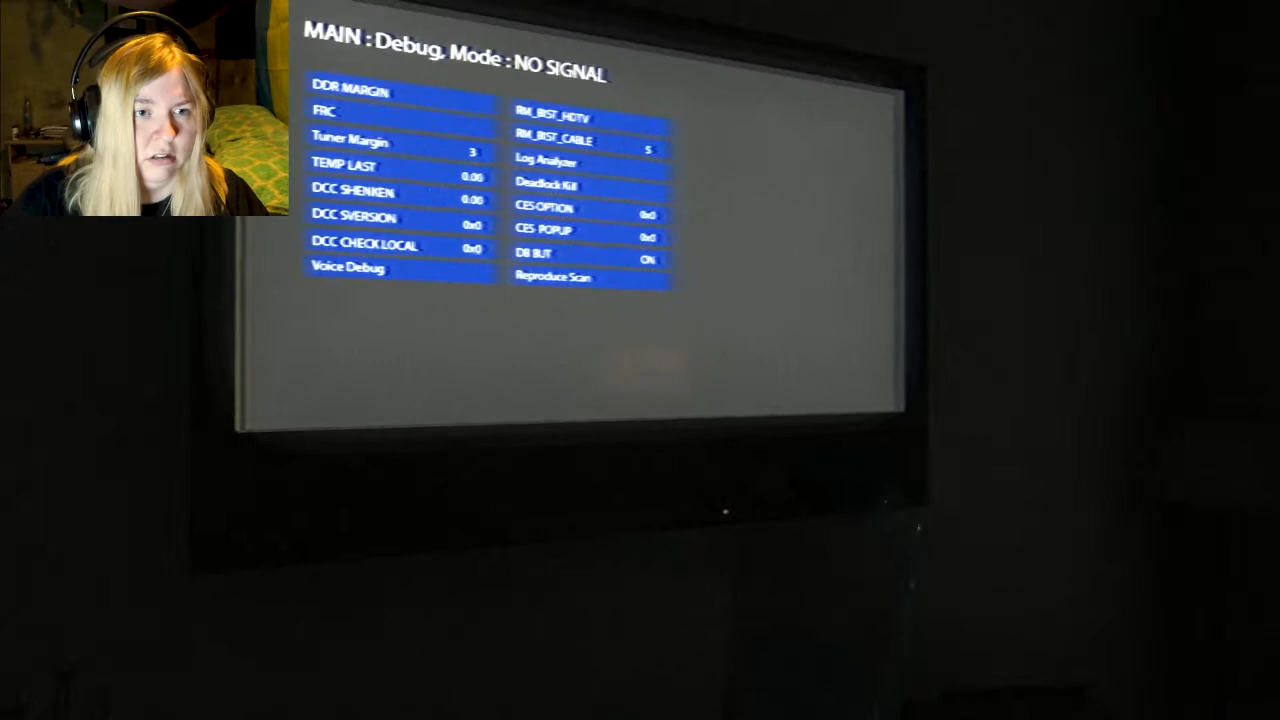 MAIN : Debug, Mode : NO SIGNAL
DDR MARGIN
FRC
Tuner Margin 3
TEMP LAST 0.00
DCC SHENKEN 0.00
DCC SVERSION 0x0
DCC CHECK LOCAL 0x0
Voice Debug
RM_BIST_HDTV
RM_BIST_CABLE 5
Log Analyzer
Deadlock Kill
CES OPTION 0x0
CES POPUP 0x0
DB BUT ON
Reproduce Scan